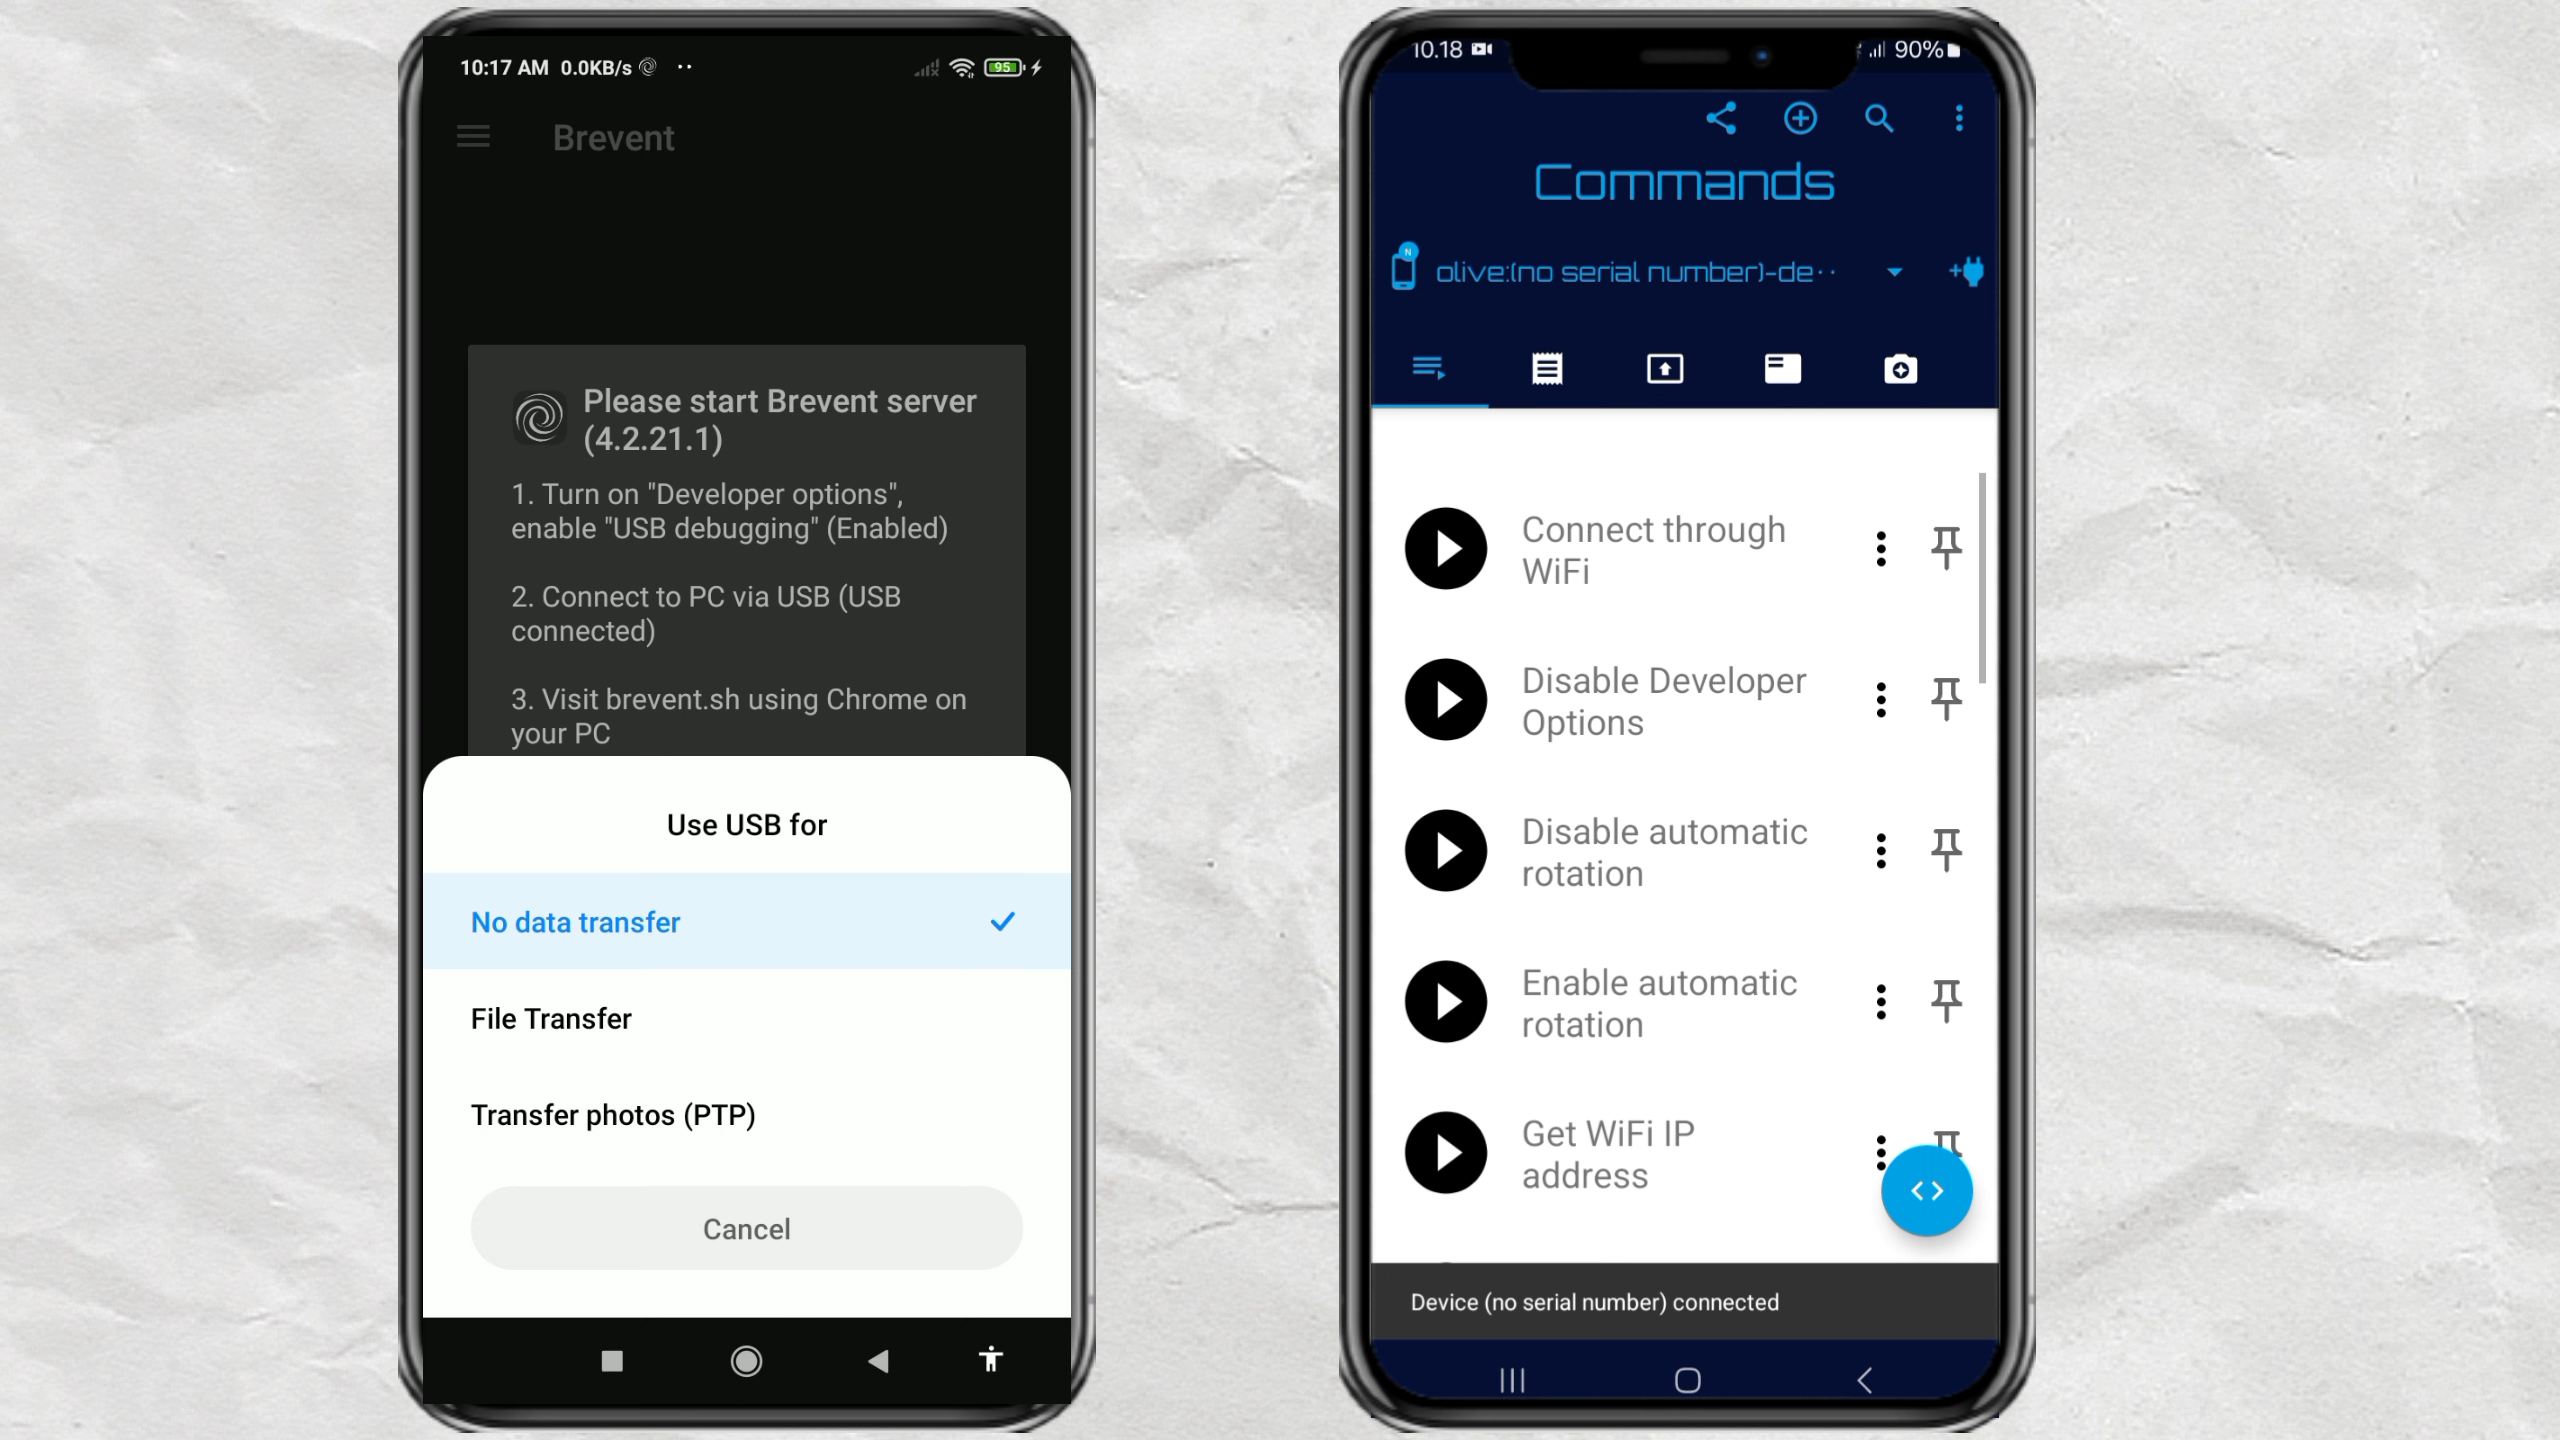 10:17 AM 0.0KB/s
95
Brevent
Please start Brevent server
(4.2.21.1)
1. Turn on "Developer options",
enable "USB debugging" (Enabled)
2. Connect to PC via USB (USB
connected)
3. Visit brevent.sh using Chrome on
your PC
Use USB for
No data transfer
File Transfer
Transfer photos (PTP)
Cancel
10.18
90%
Commands
N
olive:(no serial number)-de··
Connect through
WiFi
Disable Developer
Options
Disable automatic
rotation
Enable automatic
rotation
Get WiFi IP
address
Device (no serial number) connected